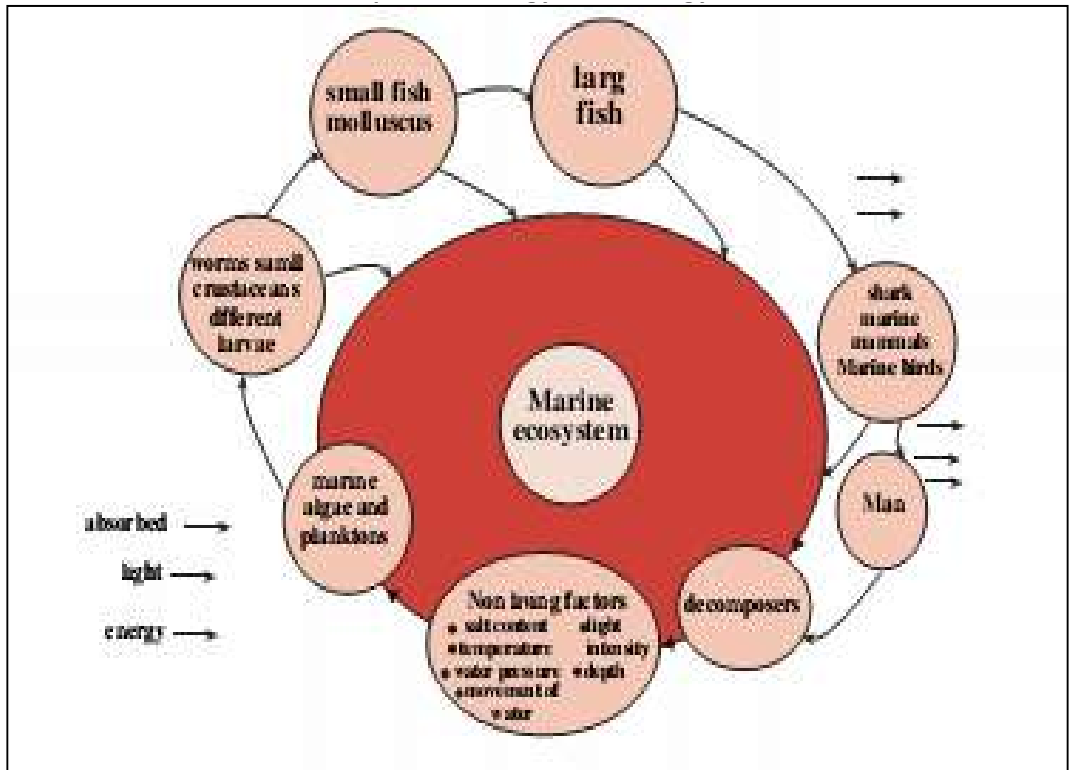 small fish
molluscus
larg
fish
worms samll
crustaceans
dfferent
larvae
shark
marine
mammals
Marine birds
Marine
ecosystem
marine
algae and
planktons
Man
absorbed
light
energy
decomposers
Non living factors
• salt content •light
•temperature intensity
• water pressure •depth
•movement of
water